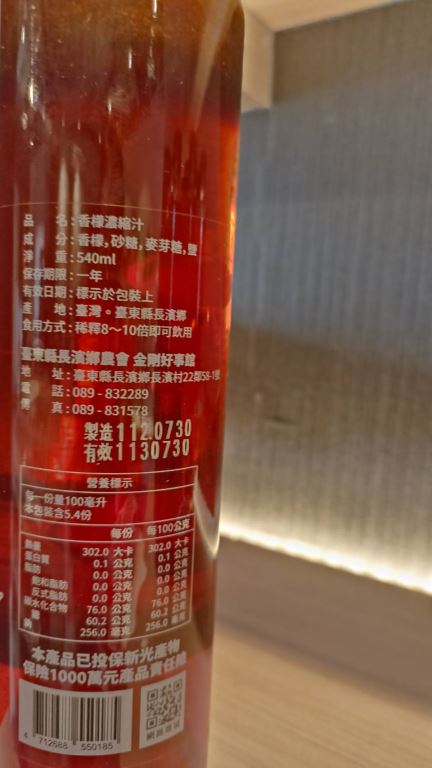 品 名：香檬濃縮汁
成 分：香檬，砂糖，麥芽糖，鹽
淨 重：540ml
保存期限：一年
有效日期：標示於包裝上
產 地：臺灣。臺東縣長濱鄉
食用方式：稀釋8～10倍即可飲用
臺東縣長濱鄉農會 金剛好事館
地 址：臺東縣長濱鄉長濱村22鄰58-1號
電 話：089 - 832289
傳 真：089 - 831578
製造112.0730
有效1130730
營養標示
每一份量100毫升
本包裝含5.4份
每份 每100公克
熱量 302.0 大卡 302.0 大卡
蛋白質 0.1 公克 0.1 公克
脂肪 0.0 公克 0.0 公克
飽和脂肪 0.0 公克 0.0 公克
反式脂肪 0.0 公克 0.0 公克
碳水化合物 76.0 公克 76.0 公克
糖 60.2 公克 60.2 公克
鈉 256.0 毫克 256.0 毫克
本產品已投保新光產物
保險1000萬元產品責任險
4 712688 550185